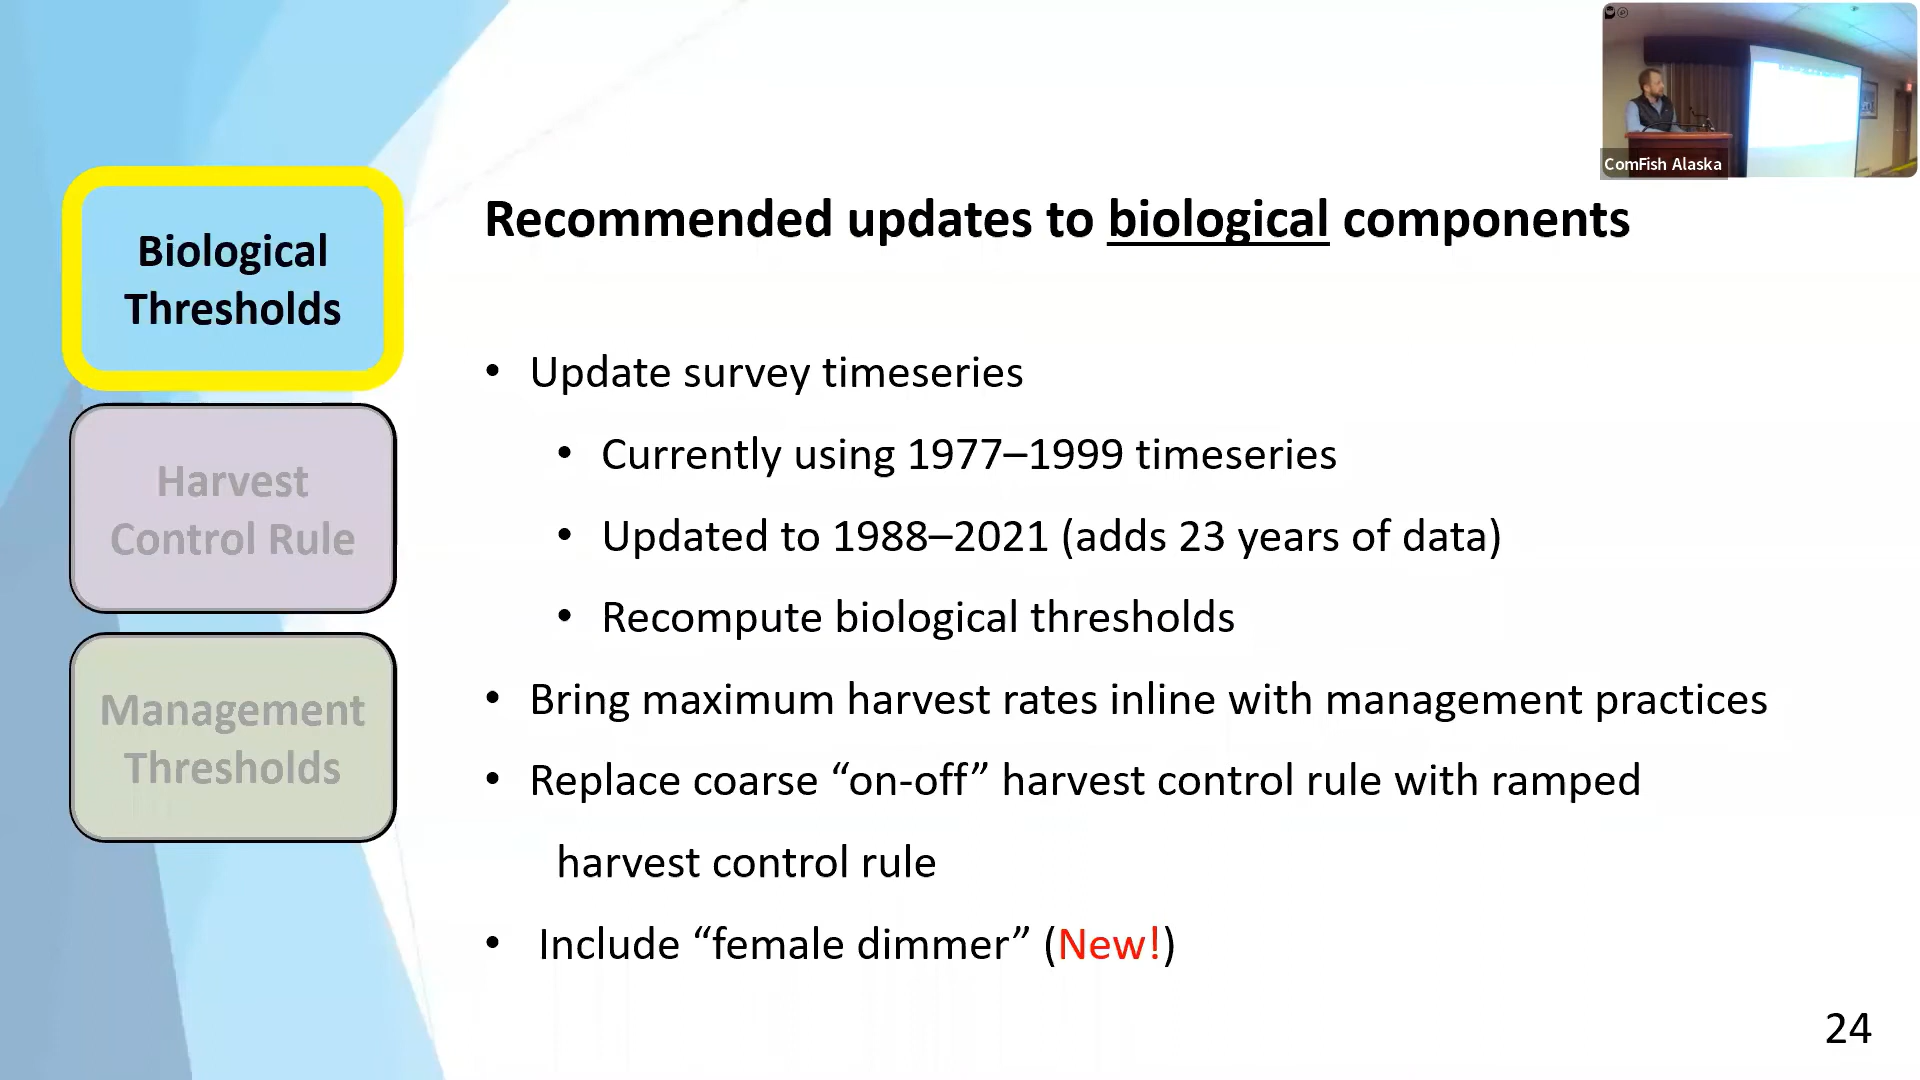 ComFish Alaska
Biological
Thresholds
Harvest
Control Rule
Management
Thresholds
Recommended updates to biological components
• Update survey timeseries
• Currently using 1977–1999 timeseries
• Updated to 1988–2021 (adds 23 years of data)
• Recompute biological thresholds
• Bring maximum harvest rates inline with management practices
• Replace coarse “on-off” harvest control rule with ramped
harvest control rule
• Include “female dimmer” (New!)
24